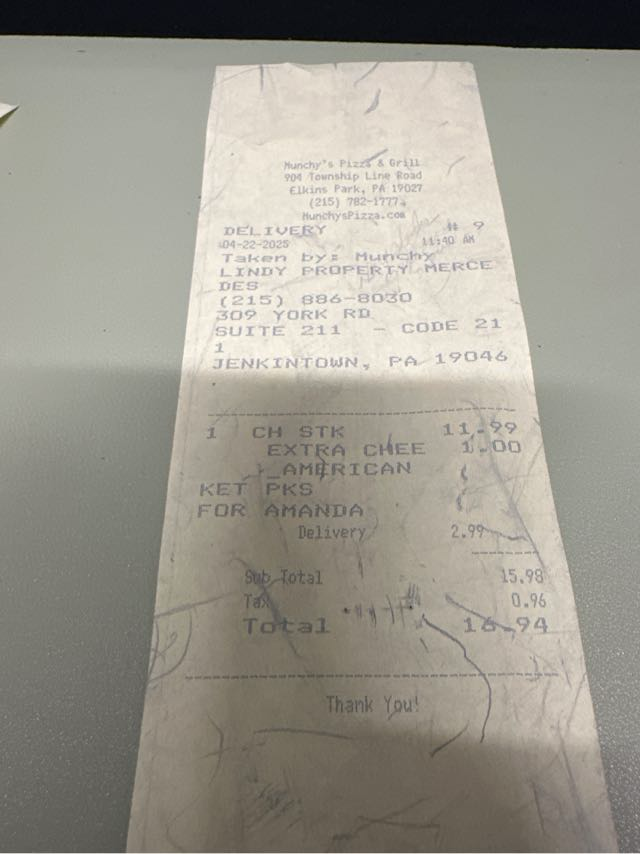 Munchy's Pizza & Grill
904 Township Line Road
Elkins Park, PA 19027
(215) 782-1777
MunchysPizza.com
DELIVERY # 9
04-22-2025 11:40 AM
Taken by: Munchy
LINDY PROPERTY MERCE
DES
(215) 886-8030
309 YORK RD
SUITE 211 - CODE 21
1
JENKINTOWN, PA 19046
1 CH STK 11.99
EXTRA CHEE 1.00
_AMERICAN
KET PKS
FOR AMANDA
Delivery 2.99
Sub Total 15.98
Tax 0.96
Total 16.94
Thank You!